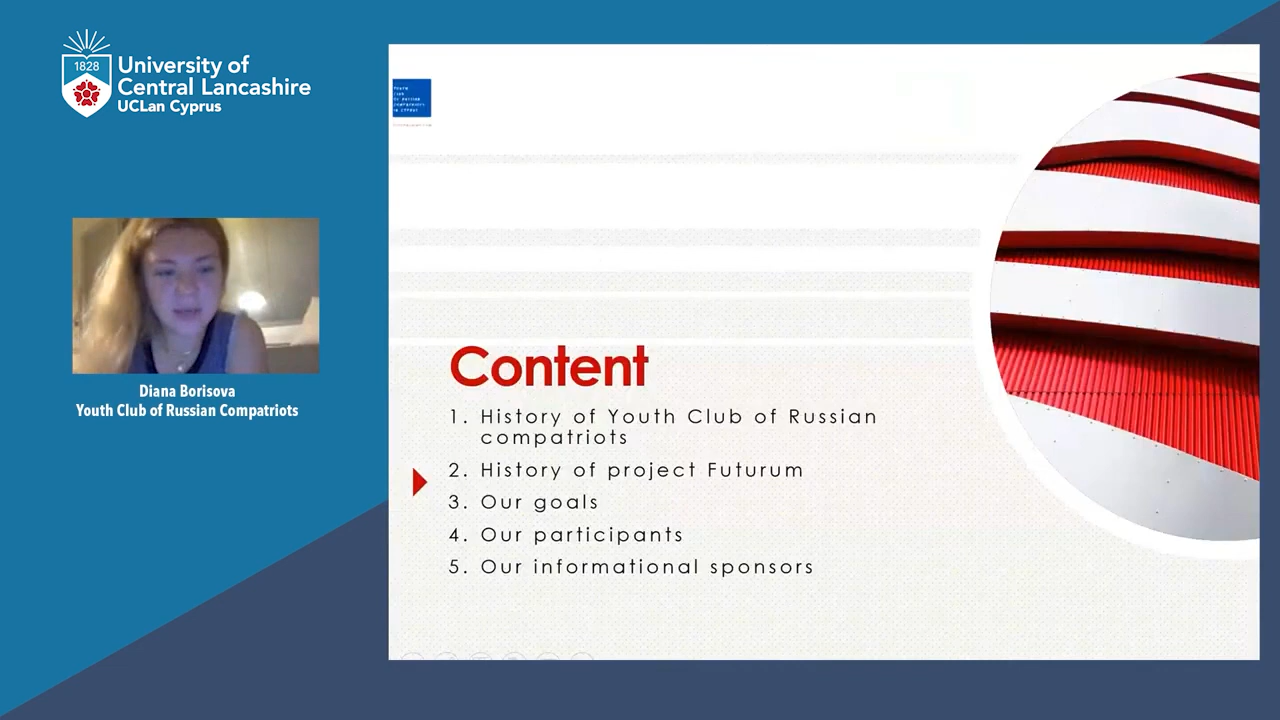 1828
University of
Central Lancashire
UCLan Cyprus
Diana Borisova
Youth Club of Russian Compatriots
Content
1. History of Youth Club of Russian
compatriots
2. History of project Futurum
3. Our goals
4. Our participants
5. Our informational sponsors